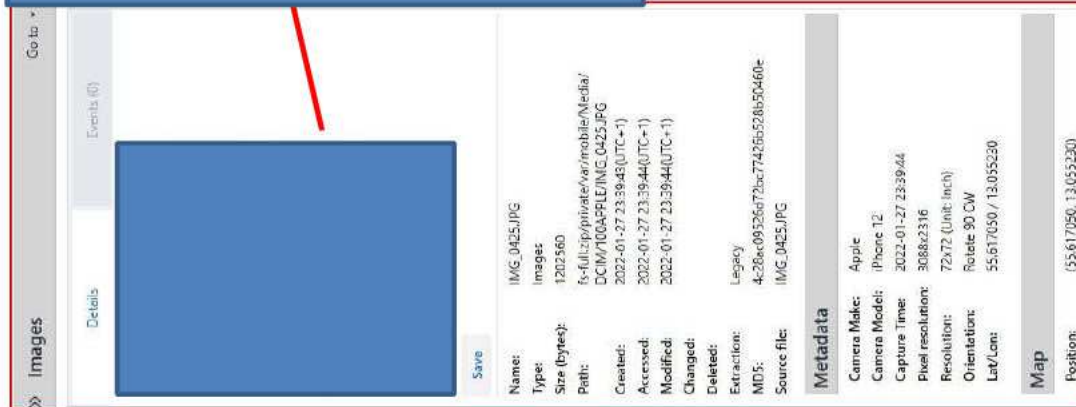 >> Images Go to
Details Events (0)
Save
Name: IMG_0425.JPG
Type: Images
Size (bytes): 1202560
Path: fs-full.zip/private/var/mobile/Media/
DCIM/100APPLE/IMG_0425.JPG
Created: 2022-01-27 23:39:43(UTC+1)
Accessed: 2022-01-27 23:39:44(UTC+1)
Modified: 2022-01-27 23:39:44(UTC+1)
Changed:
Deleted:
Extraction: Legacy
MD5: 4c28ac09526d72bc77426b528b50460e
Source file: IMG_0425.JPG
Metadata
Camera Make: Apple
Camera Model: iPhone 12
Capture Time: 2022-01-27 23:39:44
Pixel resolution: 3088x2316
Resolution: 72x72 (Unit: Inch)
Orientation: Rotate 90 CW
Lat/Lon: 55.617050 / 13.055230
Map
Position: (55.617050, 13.055230)